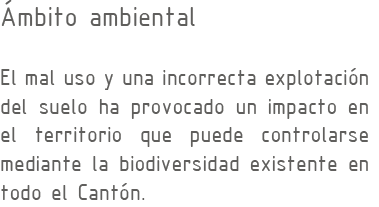 Ámbito ambiental
El mal uso y una incorrecta explotación
del suelo ha provocado un impacto en
el territorio que puede controlarse
mediante la biodiversidad existente en
todo el Cantón.